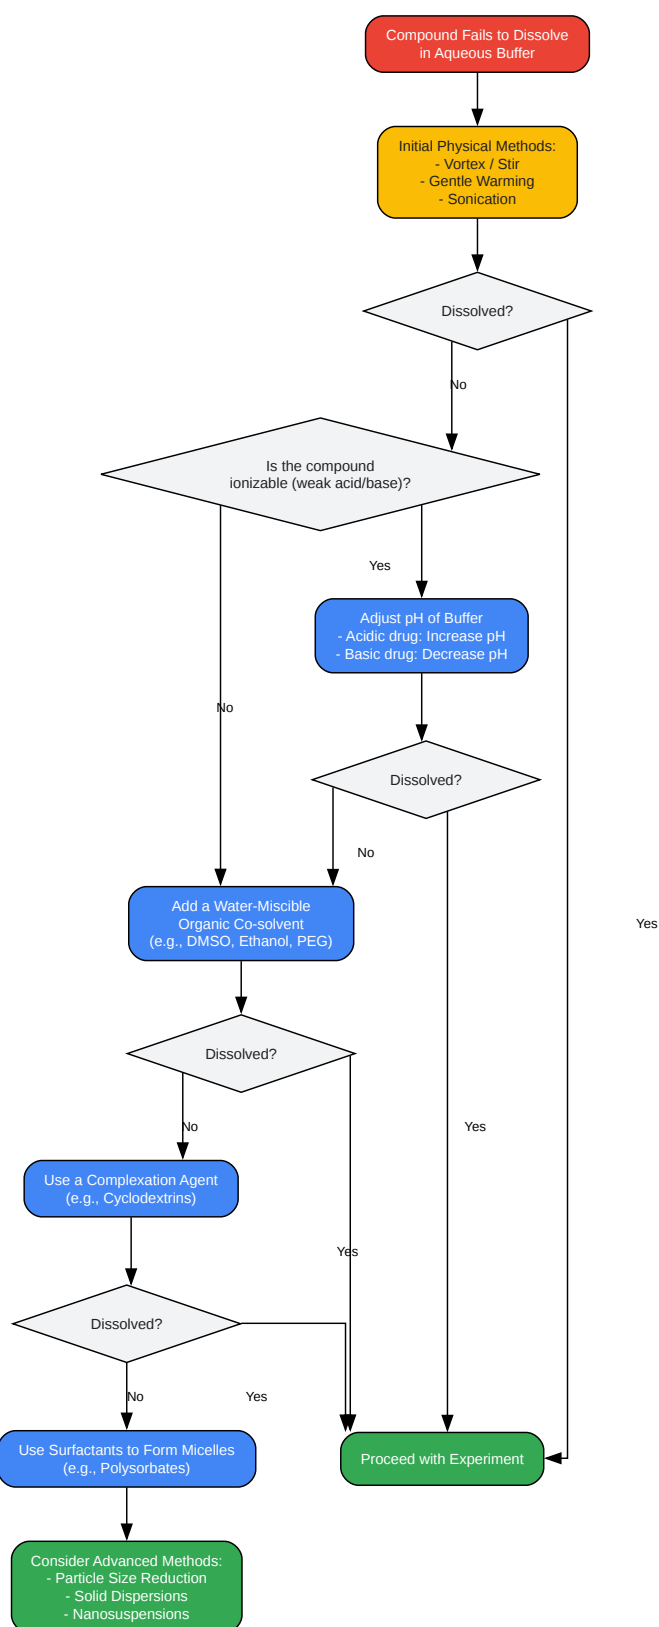 Compound Fails to Dissolve
in Aqueous Buffer
Initial Physical Methods:
- Vortex / Stir
- Gentle Warming
- Sonication
Dissolved?
No
Is the compound
ionizable (weak acid/base)?
Yes
Adjust pH of Buffer
- Acidic drug: Increase pH
- Basic drug: Decrease pH
No
Dissolved?
No
Add a Water-Miscible
Organic Co-solvent
(e.g., DMSO, Ethanol, PEG)
Yes
Dissolved?
No
Yes
Use a Complexation Agent
(e.g., Cyclodextrins)
Yes
Dissolved?
No
Yes
Use Surfactants to Form Micelles
(e.g., Polysorbates)
Proceed with Experiment
Consider Advanced Methods:
- Particle Size Reduction
- Solid Dispersions
- Nanosuspensions